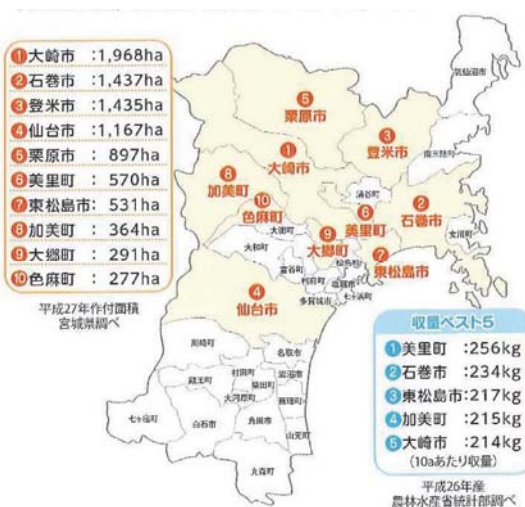 ❶大崎市 :1,968ha
❷石巻市 :1,437ha
❸登米市 :1,435ha
❹仙台市 :1,167ha
❺栗原市 : 897ha
❻美里町 : 570ha
❼東松島市: 531ha
❽加美町 : 364ha
❾大郷町 : 291ha
❿色麻町 : 277ha
平成27年作付面積
宮城県調べ
気仙沼市
❺
栗原市
❸
登米市
南三陸町
❶
大崎市
❽
加美町
涌谷町
❷
石巻市
❿
色麻町
❻
美里町
女川町
大衡村
大和町
❾
大郷町
松島町
❼
東松島市
富谷町
利府町
塩竈市
七ヶ浜町
多賀城市
❹
仙台市
川崎町
名取市
村田町
岩沼市
蔵王町
柴田町
大河原町
亘理町
七ヶ宿町
白石市
角田市
山元町
丸森町
収量ベスト5
❶美里町 :256kg
❷石巻市 :234kg
❸東松島市:217kg
❹加美町 :215kg
❺大崎市 :214kg
(10aあたり収量)
平成26年産
農林水産省統計部調べ